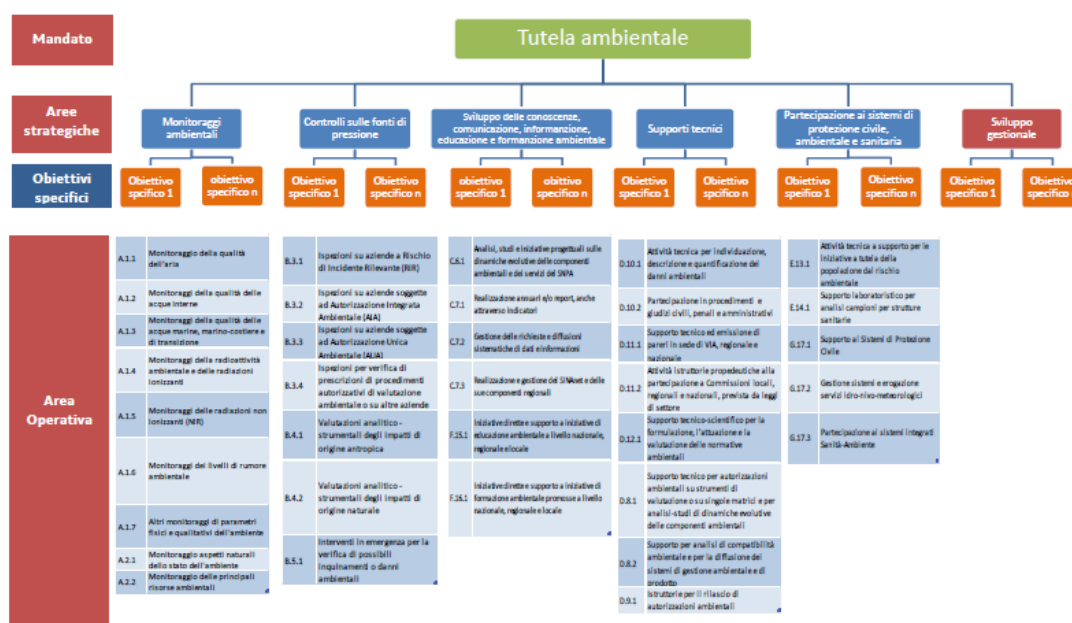 Mandato
Tutela ambientale
Aree
strategiche
Monitoraggi
ambientali
Controlli sulle fonti di
pressione
Sviluppo delle conoscenze,
comunicazione, informazione,
educazione e formanzione ambientale
Supporti tecnici
Partecipazione ai sistemi di
protezione civile,
ambientale e sanitaria
Sviluppo
gestionale
Obiettivi
specifici
Obiettivo
spcifico 1
obiettivo
specifico n
Obiettivo
specifico 1
Obiettivo
specifico n
obiettivo
specifico 1
obittivo
specifico n
Obiettivo
specifico 1
Obiettivo
specifico n
Obiettivo
specifico 1
Obiettivo
specifico n
Obiettivo
specifico 1
Obiettivo
specifico
Area
Operativa
A.1.1
Monitoraggio della qualità
dell'aria
A.1.2
Monitoraggi della qualità delle
acque interne
A.1.3
Monitoraggi della qualità delle
acque marine, marino-costiere e
di transizione
A.1.4
Monitoraggi della radioattività
ambientale e delle radiazioni
ionizzanti
A.1.5
Monitoraggi delle radiazioni non
ionizzanti (NIR)
A.1.6
Monitoraggi dei livelli di rumore
ambientale
A.1.7
Altri monitoraggi di parametri
fisici e qualitativi dell'ambiente
A.2.1
Monitoraggio aspetti naturali
dello stato dell'ambiente
A.2.2
Monitoraggio delle principali
risorse ambientali
B.3.1
Ispezioni su aziende a Rischio
di Incidente Rilevante (RIR)
B.3.2
Ispezioni su aziende soggette
ad Autorizzazione Integrata
Ambientale (AIA)
B.3.3
Ispezioni su aziende soggette
ad Autorizzazione Unica
Ambientale (AUA)
B.3.4
Ispezioni per verifica di
prescrizioni di procedimenti
autorizzativi di valutazione
ambientale o su altre aziende
B.4.1
Valutazioni analitico -
strumentali degli impatti di
origine antropica
B.4.2
Valutazioni analitico -
strumentali degli impatti di
origine naturale
B.5.1
Interventi in emergenza per la
verifica di possibili
inquinamenti o danni
ambientali
C.6.1
Analisi, studi e iniziative progettuali sulle
dinamiche evolutive delle componenti
ambientali e dei servizi del SNPA
C.7.1
Realizzazione annuari e/o report, anche
attraverso indicatori
C.7.2
Gestione delle richieste e diffusioni
sistematiche di dati e informazioni
C.7.3
Realizzazione e gestione del SINAnet e delle
sue componenti regionali
F.15.1
Iniziative dirette e supporto a iniziative di
educazione ambientale a livello nazionale,
regionale e locale
F.16.1
Iniziative dirette e supporto a iniziative di
formazione ambientale promosse a livello
nazionale, regionale e locale
D.10.1
Attività tecnica per individuazione,
descrizione e quantificazione dei
danni ambientali
D.10.2
Partecipazione in procedimenti e
giudizi civili, penali e amministrativi
D.11.1
Supporto tecnico ed emissione di
pareri in sede di VIA, regionale e
nazionale
D.11.2
Attività istruttorie propedeutiche alla
partecipazione a Commissioni locali,
regionali e nazionali, prevista da leggi
di settore
D.12.1
Supporto tecnico-scientifico per la
formulazione, l'attuazione e la
valutazione delle normative
ambientali
D.8.1
Supporto tecnico per autorizzazioni
ambientali su strumenti di
valutazione o su singole matrici e per
analisi-studi di dinamiche evolutive
delle componenti ambientali
D.8.2
Supporto per analisi di compatibilità
ambientale e per la diffusione dei
sistemi di gestione ambientale e di
prodotto
D.9.1
Istruttorie per il rilascio di
autorizzazioni ambientali
E.13.1
Attività tecnica a supporto per le
iniziative a tutela della
popolazione dal rischio
ambientale
E.14.1
Supporto laboratoristico per
analisi campioni per strutture
sanitarie
G.17.1
Supporto ai Sistemi di Protezione
Civile
G.17.2
Gestione sistemi e erogazione
servizi idro-nivo-meteorologici
G.17.3
Partecipazione ai sistemi integrati
Sanità-Ambiente